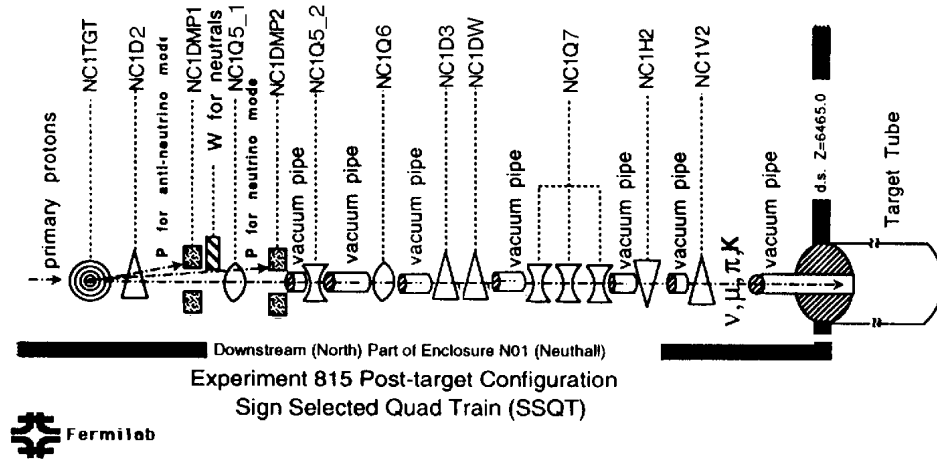 primary protons
NC1TGT
NC1D2
P for anti-neutrino mode
NC1DMP1
W for neutrals
NC1Q5_1
P for neutrino mode
NC1DMP2
vacuum pipe
NC1Q5_2
vacuum pipe
NC1Q6
vacuum pipe
NC1D3
NC1DW
vacuum pipe
NC1Q7
vacuum pipe
NC1H2
vacuum pipe
NC1V2
ν, μ, π, K
vacuum pipe
d.s. Z=6465.0
Target Tube
Downstream (North) Part of Enclosure N01 (Neuthall)
Experiment 815 Post-target Configuration
Sign Selected Quad Train (SSQT)
Fermilab